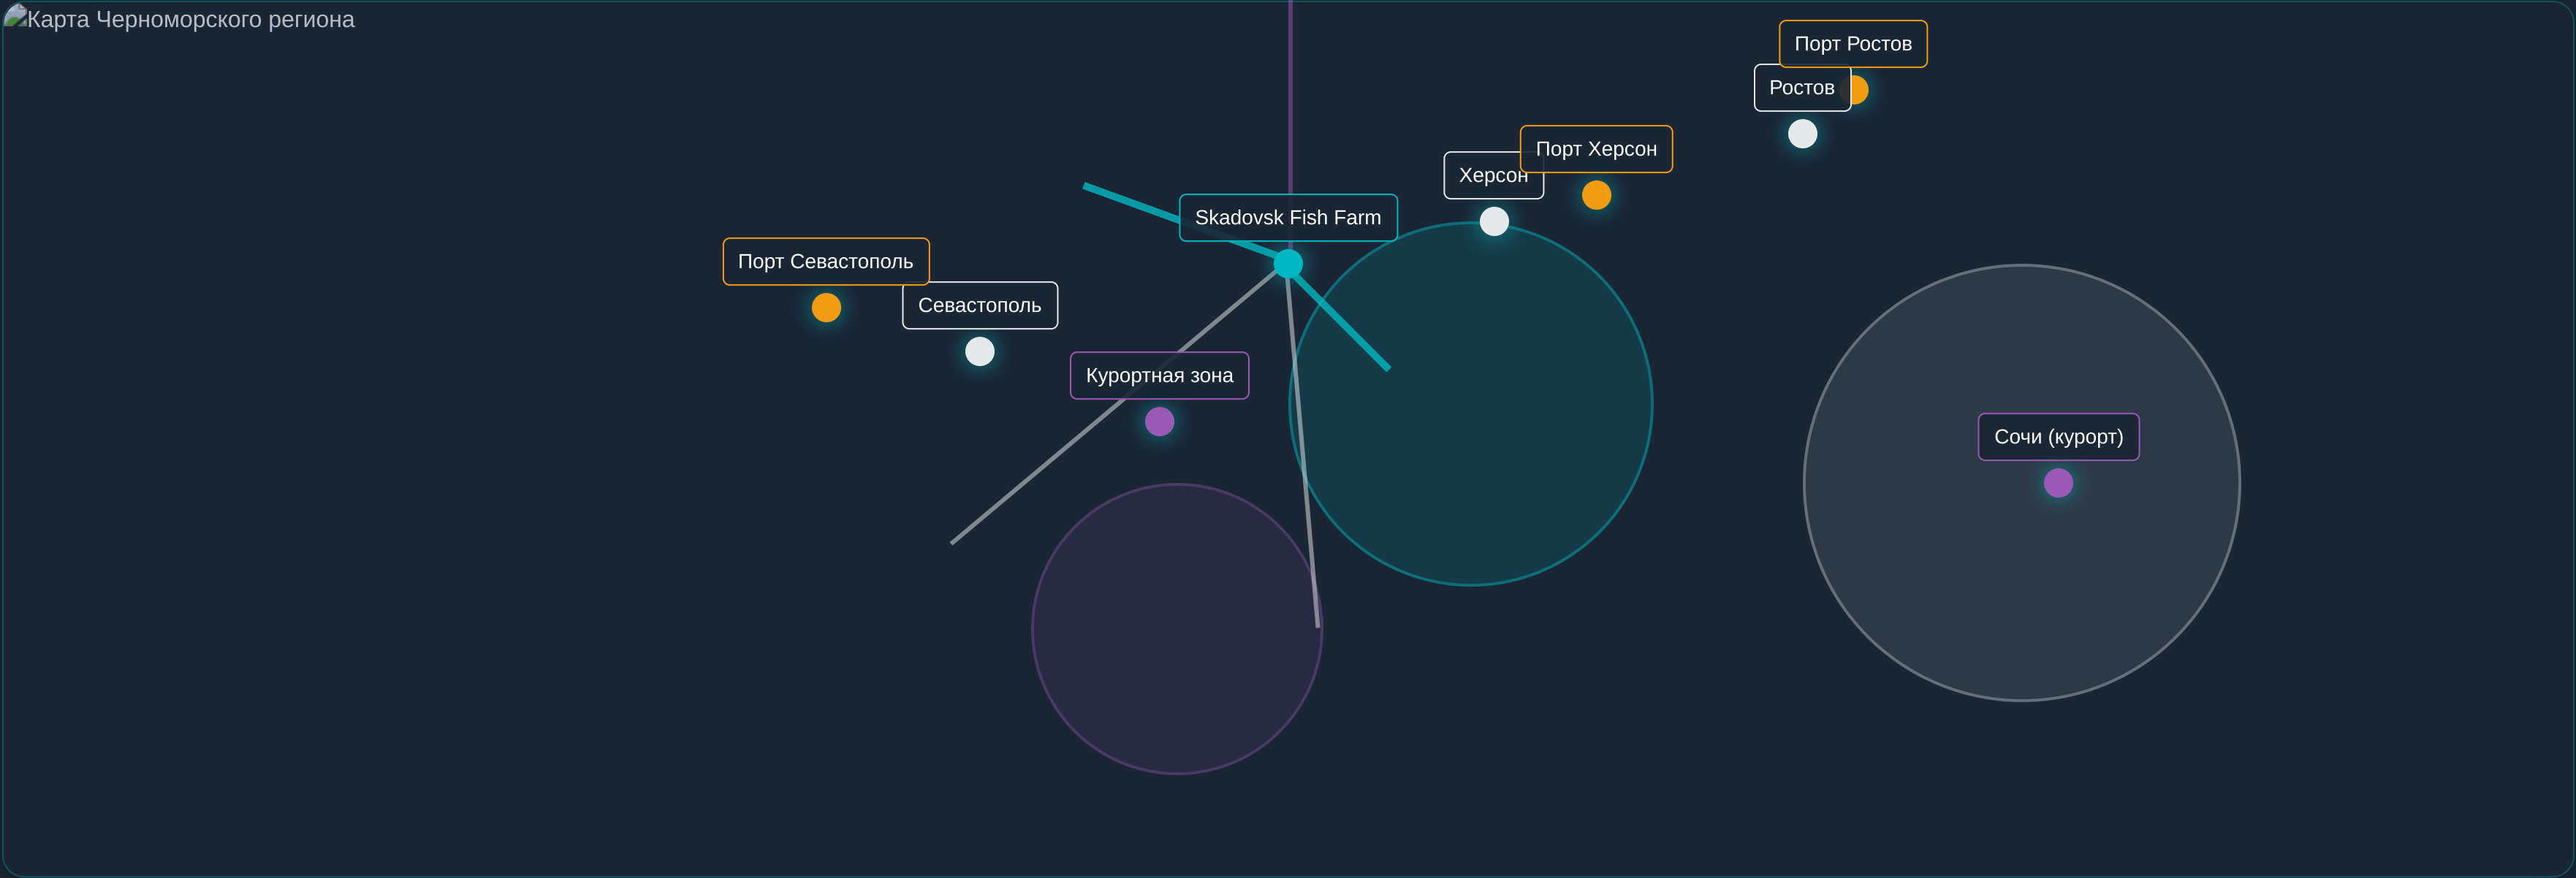 Карта Черноморского региона
Порт Ростов
Ростов
Порт Херсон
Херсон
Skadovsk Fish Farm
Порт Севастополь
Севастополь
Курортная зона
Сочи (курорт)